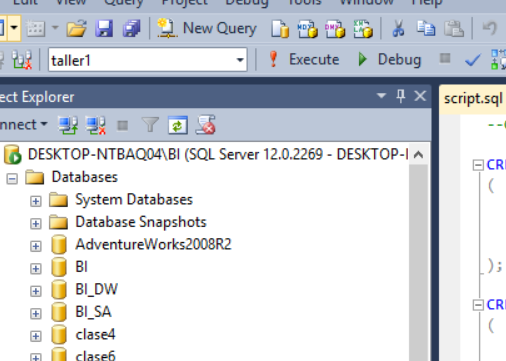 Edit View Query Project Debug Tools Window Help
New Query
taller1
Execute
Debug
ect Explorer
script.sql
nnect
--
DESKTOP-NTBAQ04\BI (SQL Server 12.0.2269 - DESKTOP-
Databases
System Databases
Database Snapshots
AdventureWorks2008R2
BI
BI_DW
BI_SA
clase4
clase6
CR
(
);
CR
(